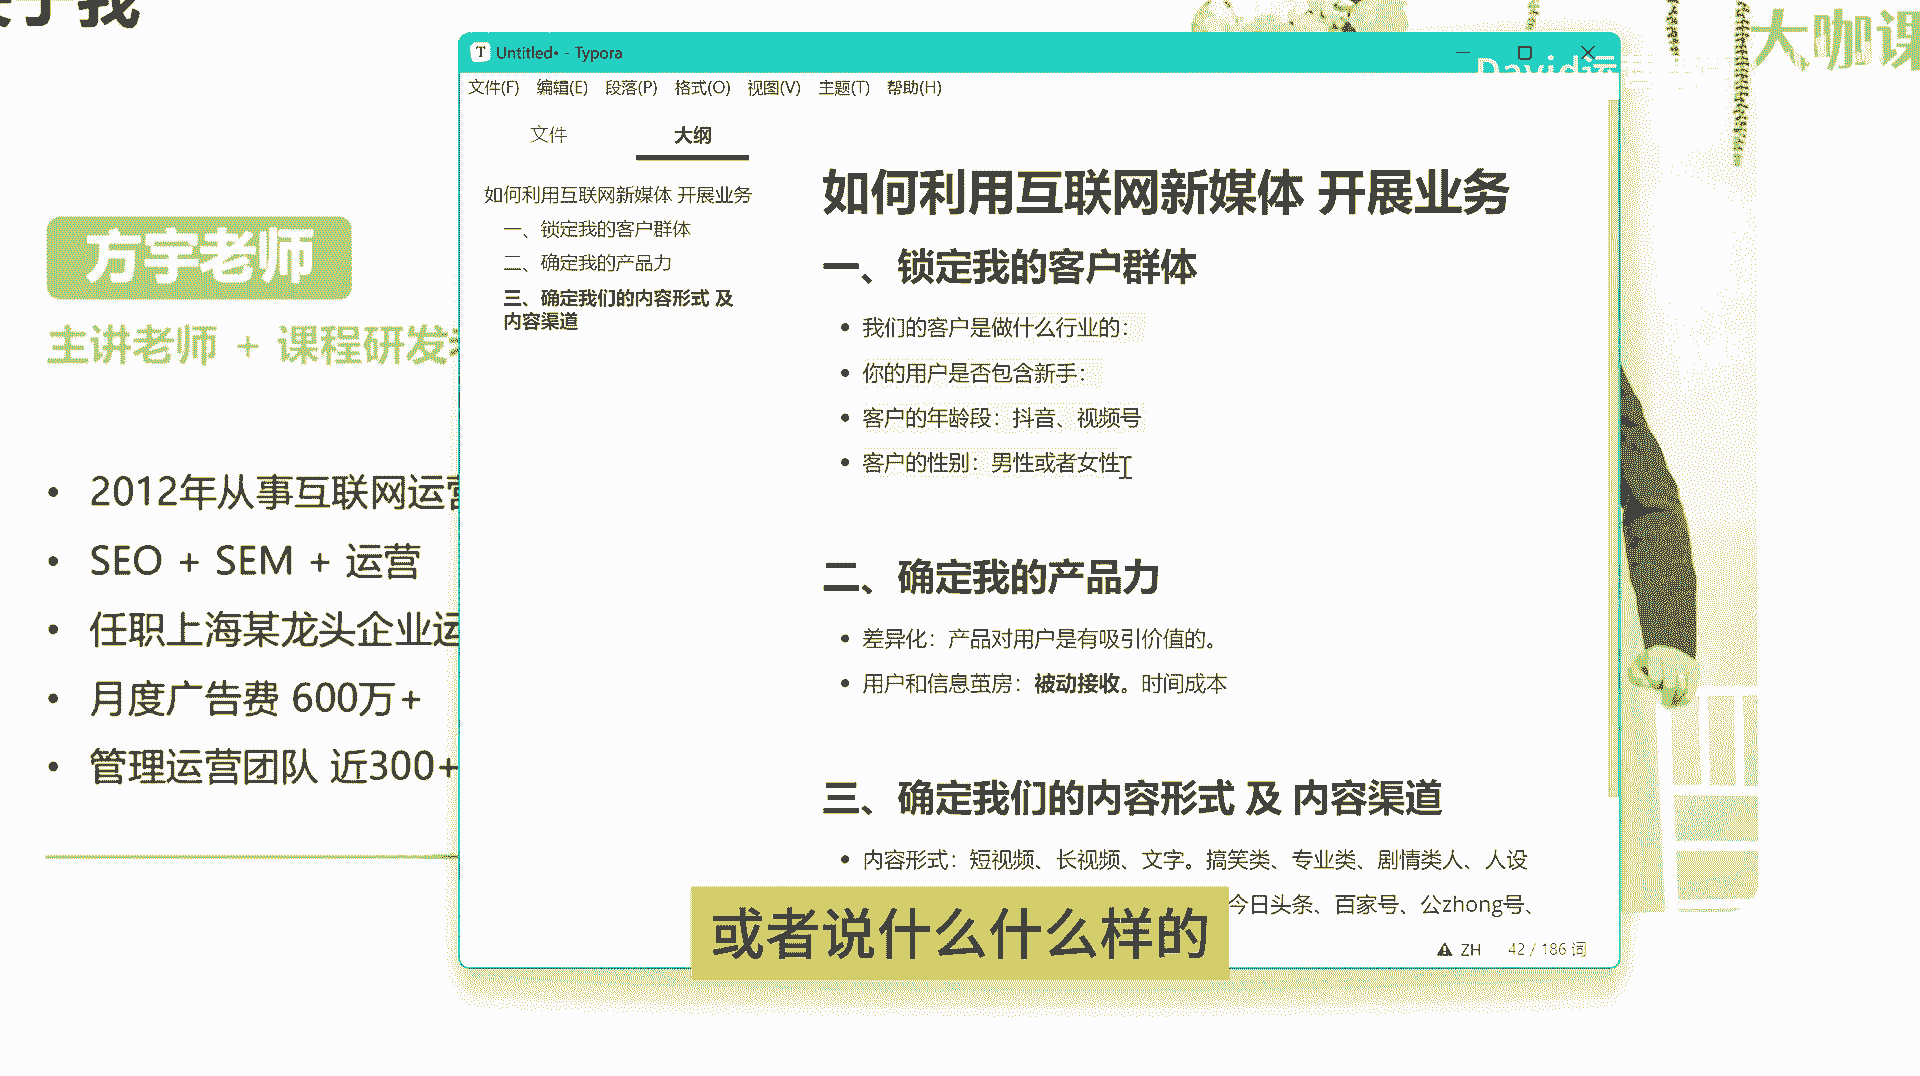 于我
大咖课
方宇老师
主讲老师 + 课程研发
• 2012年从事互联网运营
• SEO + SEM + 运营
• 任职上海某龙头企业运
• 月度广告费 600万+
• 管理运营团队 近300+
Untitled• - Typora
David运
文件(F) 编辑(E) 段落(P) 格式(O) 视图(V) 主题(T) 帮助(H)
文件 大纲
如何利用互联网新媒体 开展业务
一、锁定我的客户群体
二、确定我的产品力
三、确定我们的内容形式 及
内容渠道
如何利用互联网新媒体 开展业务
一、锁定我的客户群体
• 我们的客户是做什么行业的：
• 你的用户是否包含新手：
• 客户的年龄段：抖音、视频号
• 客户的性别：男性或者女性
二、确定我的产品力
• 差异化：产品对用户是有吸引价值的。
• 用户和信息茧房：被动接收。时间成本
三、确定我们的内容形式 及 内容渠道
• 内容形式：短视频、长视频、文字。搞笑类、专业类、剧情类人、人设
今日头条、百家号、公zhong号、
ZH 42 / 186 词
或者说什么什么样的